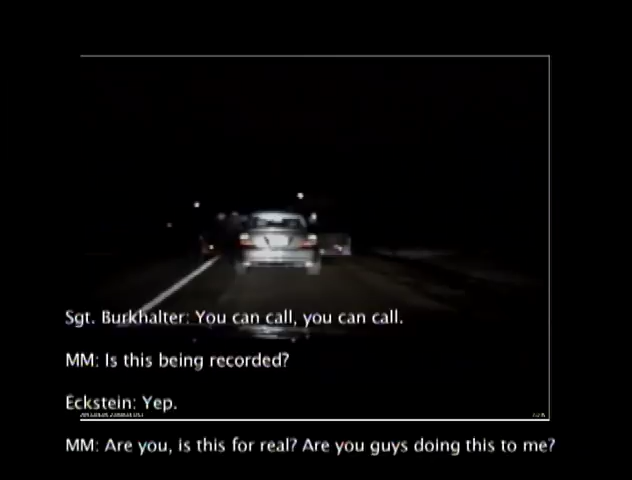 Sgt. Burkhalter: You can call, you can call.
MM: Is this being recorded?
Eckstein: Yep.
MM: Are you, is this for real? Are you guys doing this to me?